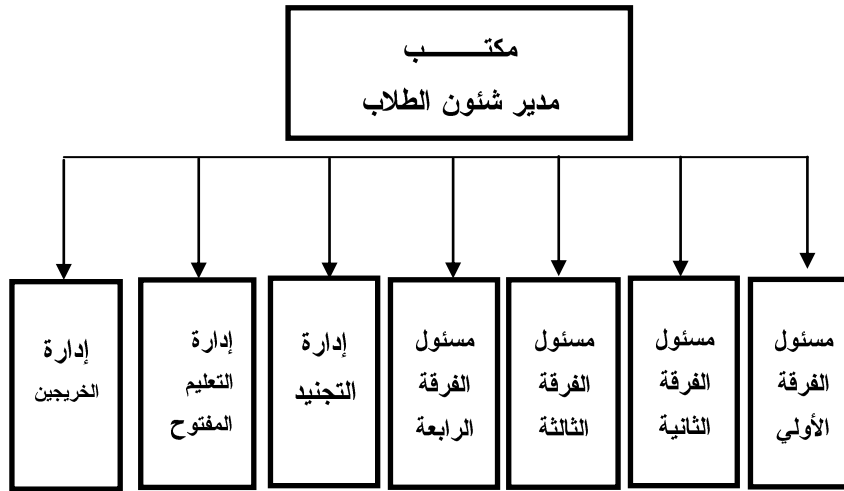 مكتـــــــب
مدير شئون الطلاب
مسئول
الفرقة
الأولي
مسئول
الفرقة
الثانية
مسئول
الفرقة
الثالثة
مسئول
الفرقة
الرابعة
إدارة
التجنيد
إدارة
التعليم
المفتوح
إدارة
الخريجين